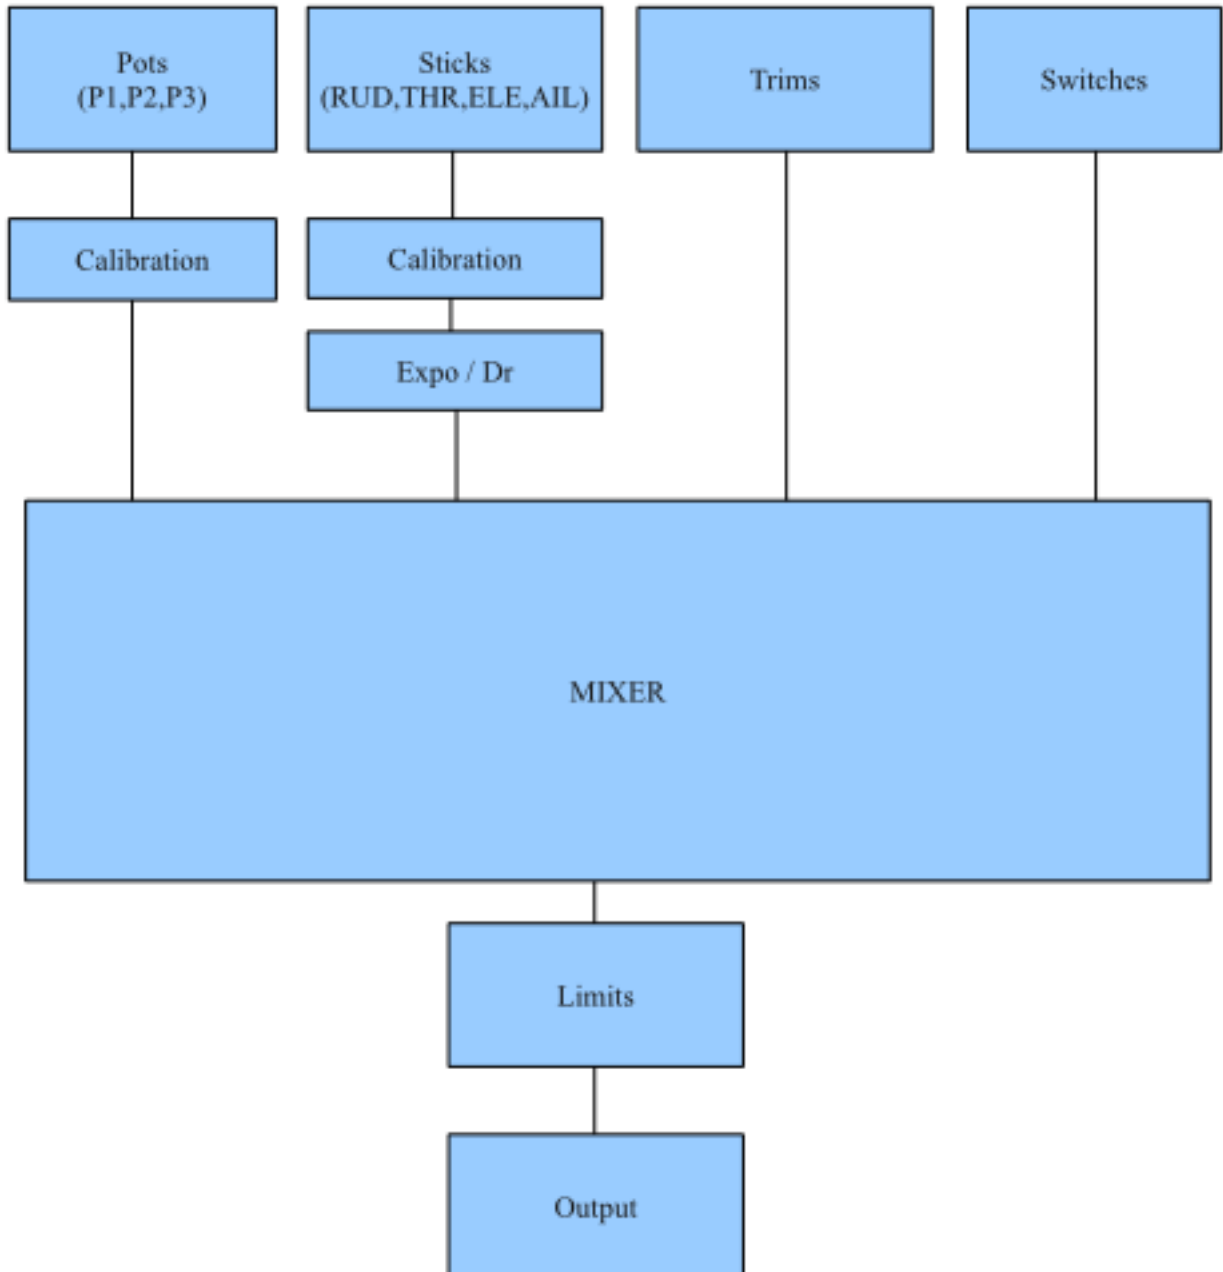 Pots
(P1,P2,P3)
Sticks
(RUD,THR,ELE,AIL)
Trims
Switches
Calibration
Calibration
Expo / Dr
MIXER
Limits
Output